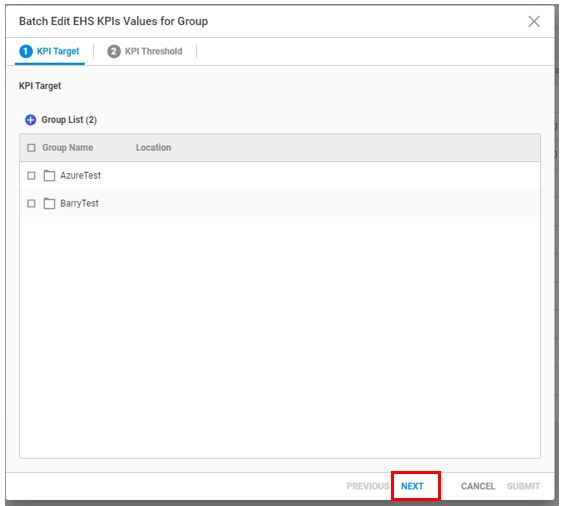 Batch Edit EHS KPIs Values for Group
1 KPI Target 2 KPI Threshold
KPI Target
Group List (2)
Group Name Location
AzureTest
BarryTest
PREVIOUS NEXT CANCEL SUBMIT